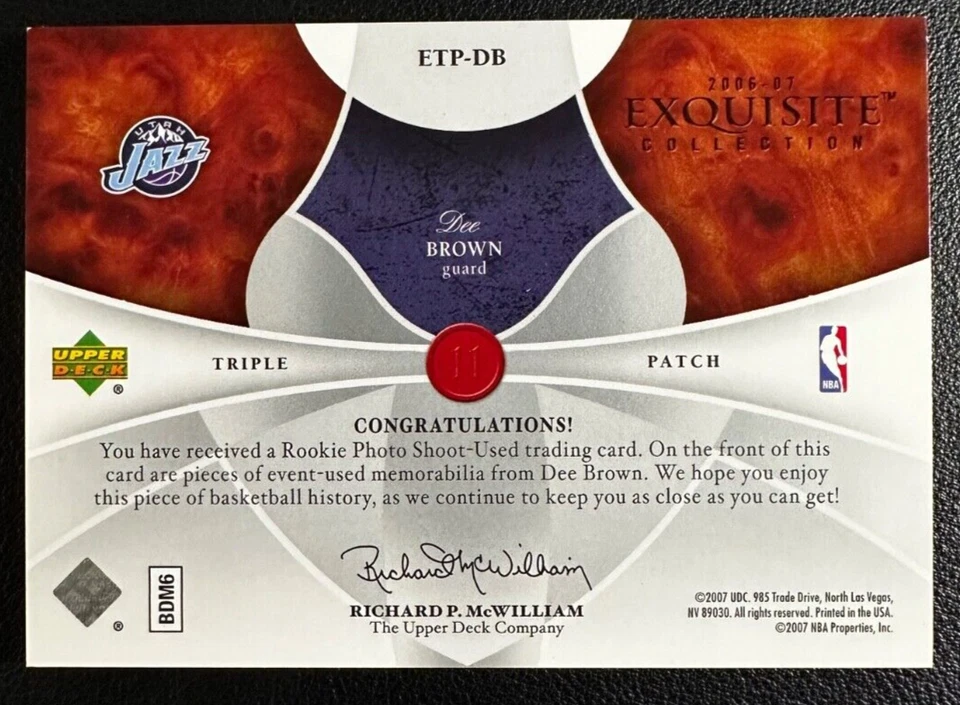 ETP-DB
2006-07
EXQUISITE™
COLLECTION
UTAH
JAZZ
Dee
BROWN
guard
UPPER
DECK
®
TRIPLE
11
PATCH
NBA
CONGRATULATIONS!
You have received a Rookie Photo Shoot-Used trading card. On the front of this
card are pieces of event-used memorabilia from Dee Brown. We hope you enjoy
this piece of basketball history, as we continue to keep you as close as you can get!
Richard P. McWilliam
RICHARD P. McWILLIAM
The Upper Deck Company
®
BDM6
©2007 UDC. 985 Trade Drive, North Las Vegas,
NV 89030. All rights reserved. Printed in the USA.
©2007 NBA Properties, Inc.